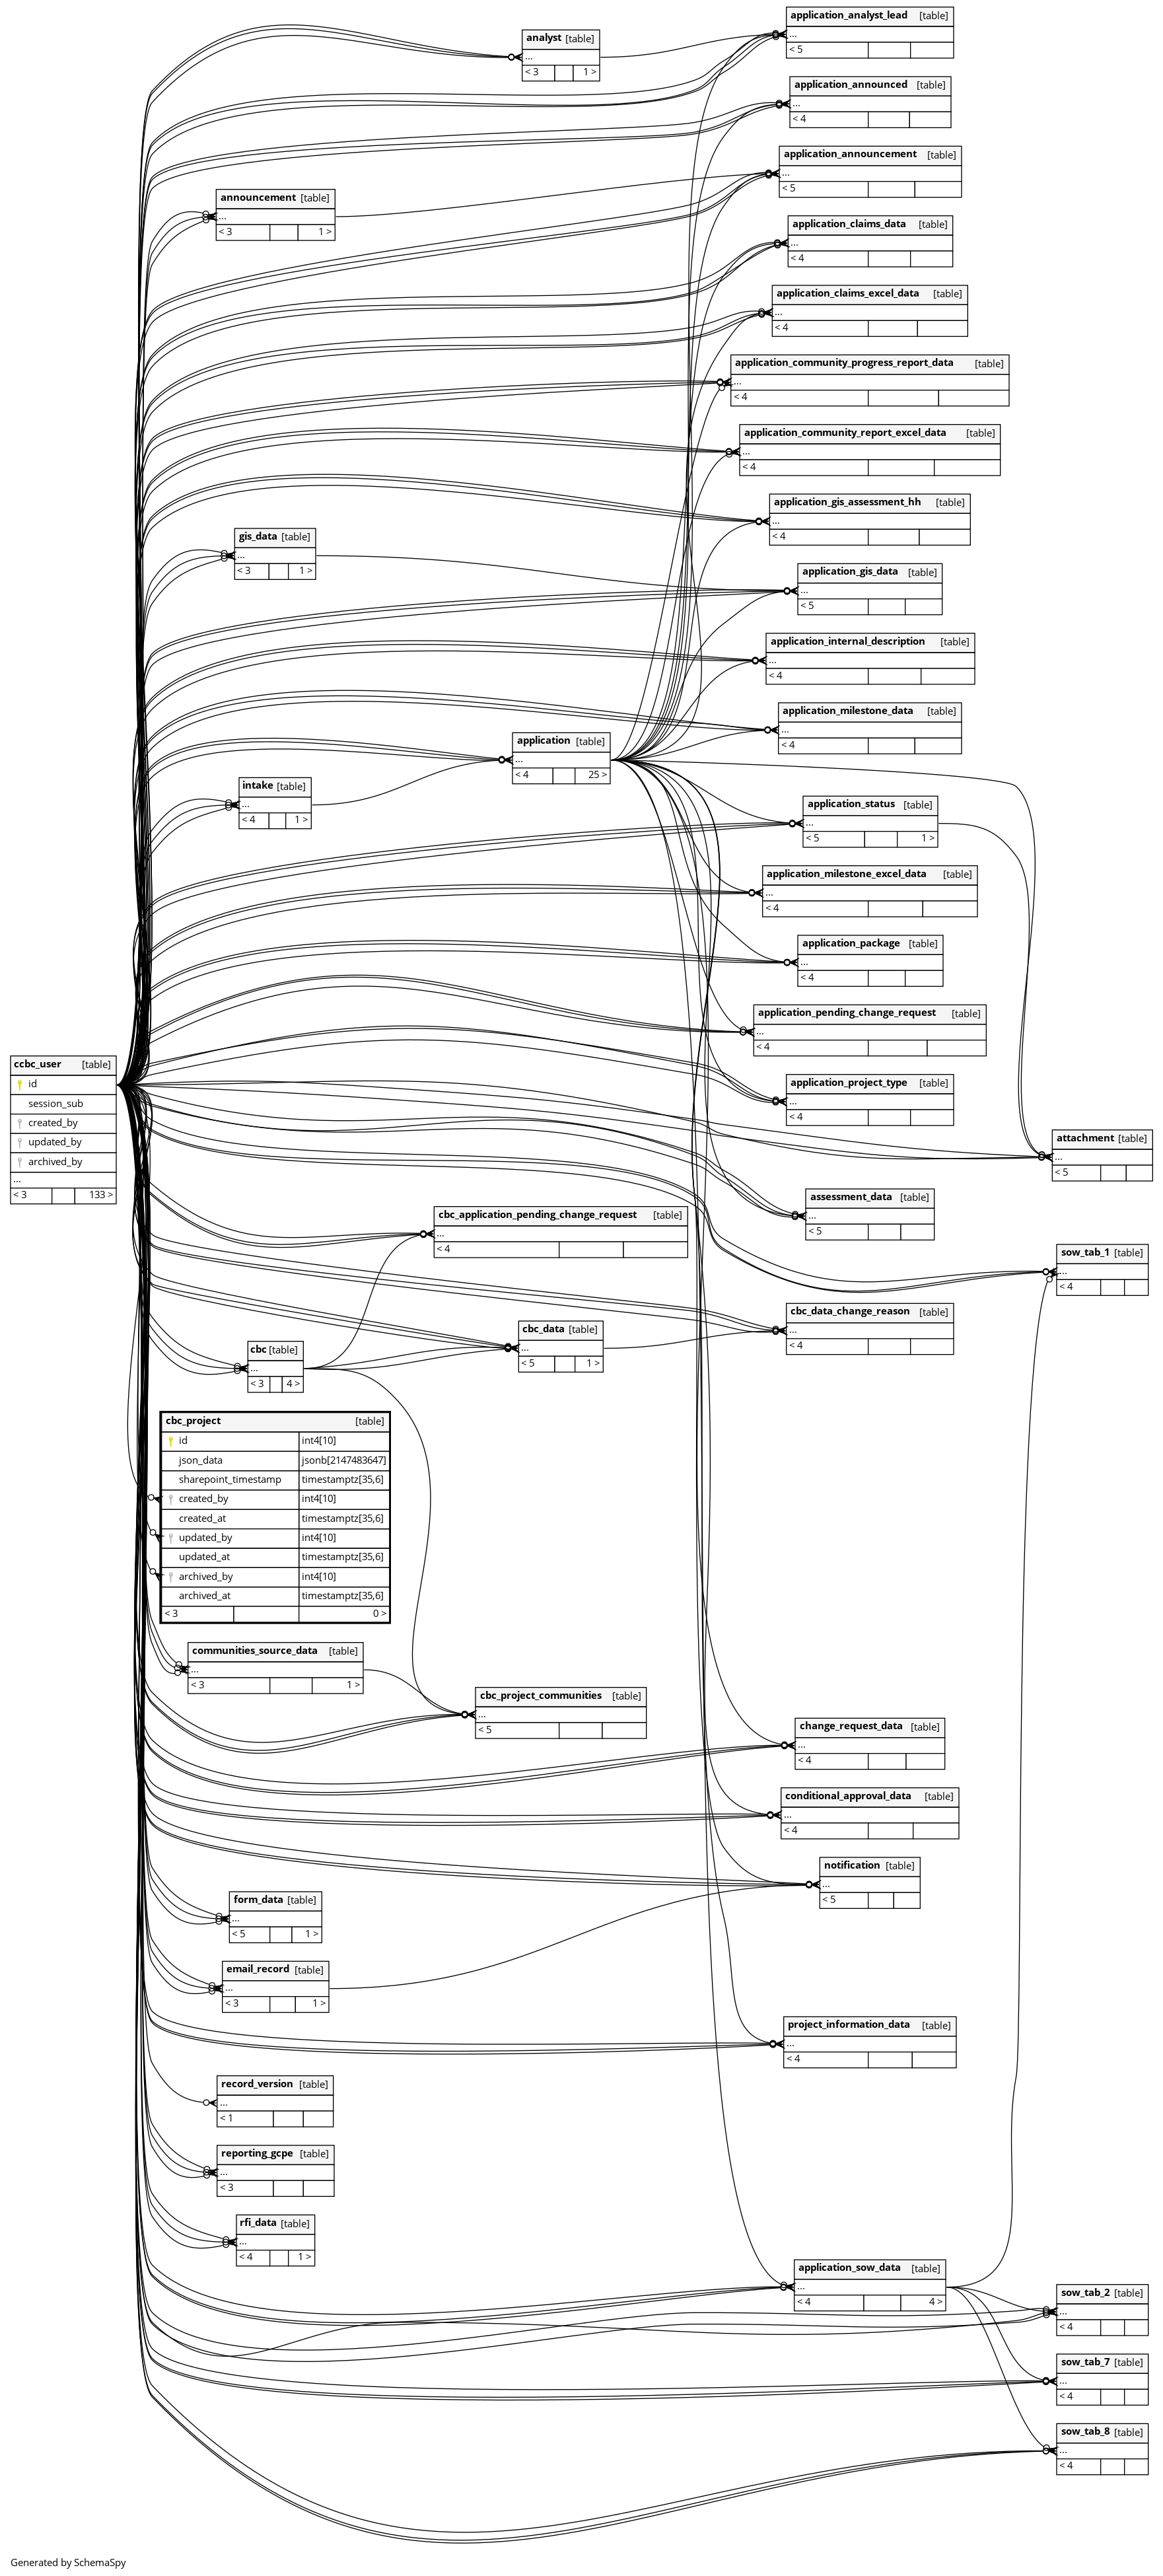 application_analyst_lead [table]
...
< 5
analyst [table]
...
< 3 1 >
application_announced [table]
...
< 4
application_announcement [table]
...
< 5
announcement [table]
...
< 3 1 >
application_claims_data [table]
...
< 4
application_claims_excel_data [table]
...
< 4
application_community_progress_report_data [table]
...
< 4
application_community_report_excel_data [table]
...
< 4
application_gis_assessment_hh [table]
...
< 4
gis_data [table]
...
< 3 1 >
application_gis_data [table]
...
< 5
application_internal_description [table]
...
< 4
application_milestone_data [table]
...
< 4
application [table]
...
< 4 25 >
intake [table]
...
< 4 1 >
application_status [table]
...
< 5 1 >
application_milestone_excel_data [table]
...
< 4
application_package [table]
...
< 4
application_pending_change_request [table]
...
< 4
ccbc_user [table]
id
session_sub
created_by
updated_by
archived_by
...
< 3 133 >
application_project_type [table]
...
< 4
attachment [table]
...
< 5
assessment_data [table]
...
< 5
cbc_application_pending_change_request [table]
...
< 4
sow_tab_1 [table]
...
< 4
cbc_data_change_reason [table]
...
< 4
cbc_data [table]
...
< 5 1 >
cbc [table]
...
< 3 4 >
cbc_project [table]
id int4[10]
json_data jsonb[2147483647]
sharepoint_timestamp timestamptz[35,6]
created_by int4[10]
created_at timestamptz[35,6]
updated_by int4[10]
updated_at timestamptz[35,6]
archived_by int4[10]
archived_at timestamptz[35,6]
< 3 0 >
communities_source_data [table]
...
< 3 1 >
cbc_project_communities [table]
...
< 5
change_request_data [table]
...
< 4
conditional_approval_data [table]
...
< 4
notification [table]
...
< 5
form_data [table]
...
< 5 1 >
email_record [table]
...
< 3 1 >
project_information_data [table]
...
< 4
record_version [table]
...
< 1
reporting_gcpe [table]
...
< 3
rfi_data [table]
...
< 4 1 >
application_sow_data [table]
...
< 4 4 >
sow_tab_2 [table]
...
< 4
sow_tab_7 [table]
...
< 4
sow_tab_8 [table]
...
< 4
Generated by SchemaSpy